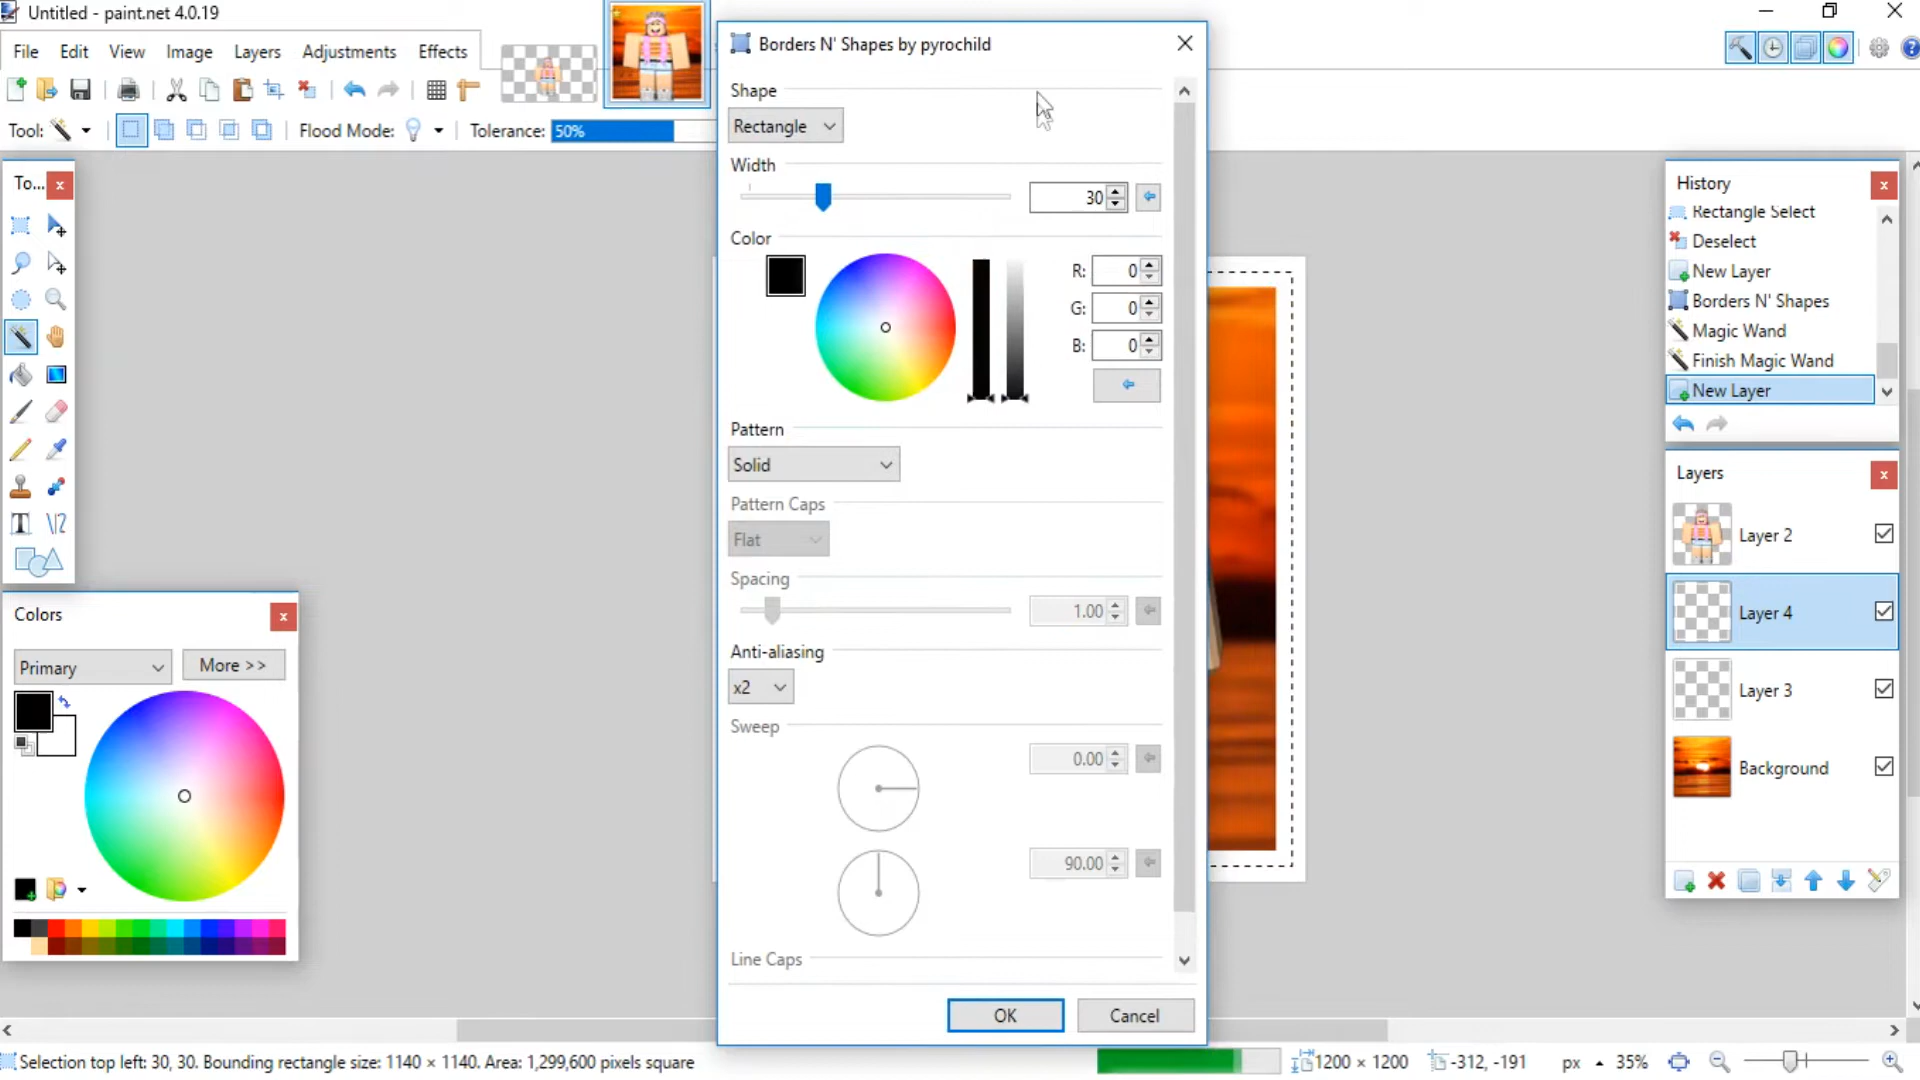 Untitled - paint.net 4.0.19
File Edit View Image Layers Adjustments Effects
Tool: Flood Mode: Tolerance: 50%
To...
Colors
Primary More >>
Borders N' Shapes by pyrochild
Shape
Rectangle
Width
30
Color
R: 0
G: 0
B: 0
Pattern
Solid
Pattern Caps
Flat
Spacing
1.00
Anti-aliasing
x2
Sweep
0.00
90.00
Line Caps
OK Cancel
History
Rectangle Select
Deselect
New Layer
Borders N' Shapes
Magic Wand
Finish Magic Wand
New Layer
Layers
Layer 2
Layer 4
Layer 3
Background
Selection top left: 30, 30. Bounding rectangle size: 1140 × 1140. Area: 1,299,600 pixels square 1200 × 1200 -312, -191 px 35%